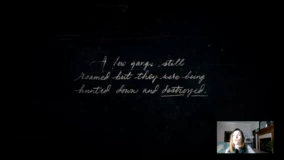 A few gangs still
roamed but they were being
hunted down and destroyed.